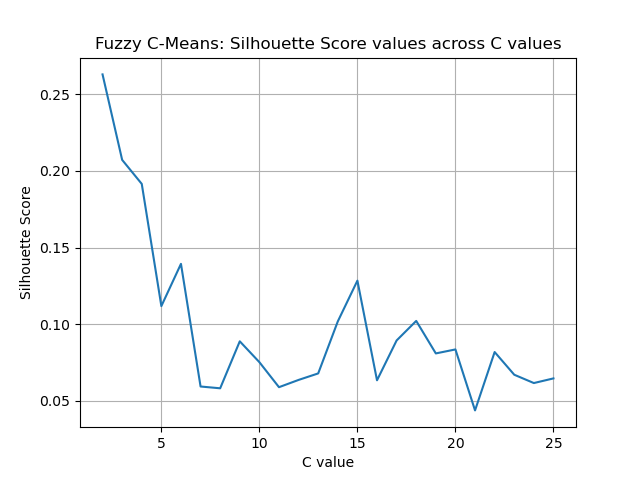 Fuzzy C-Means: Silhouette Score values across C values
Silhouette Score
0.25
0.20
0.15
0.10
0.05
5 10 15 20 25
C value